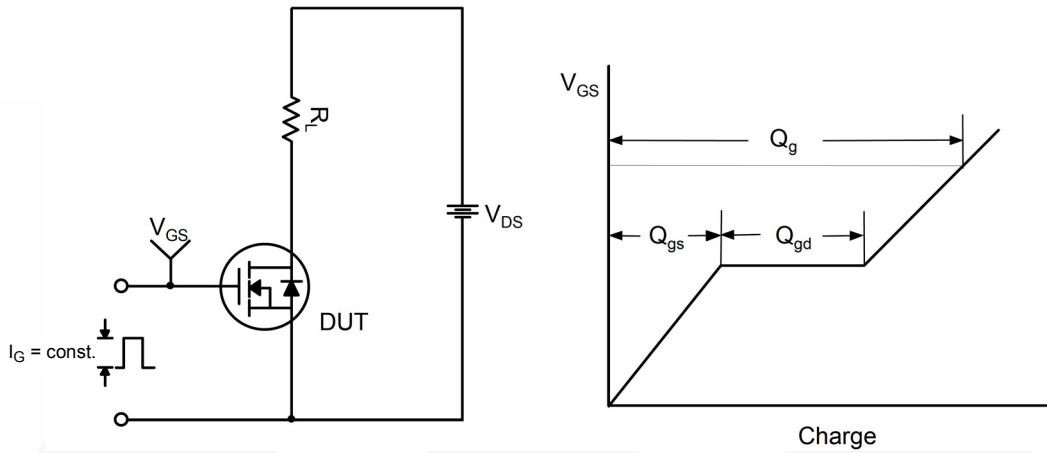 R_L
V_GS
V_DS
DUT
I_G = const.
V_GS
Q_g
Q_gs
Q_gd
Charge